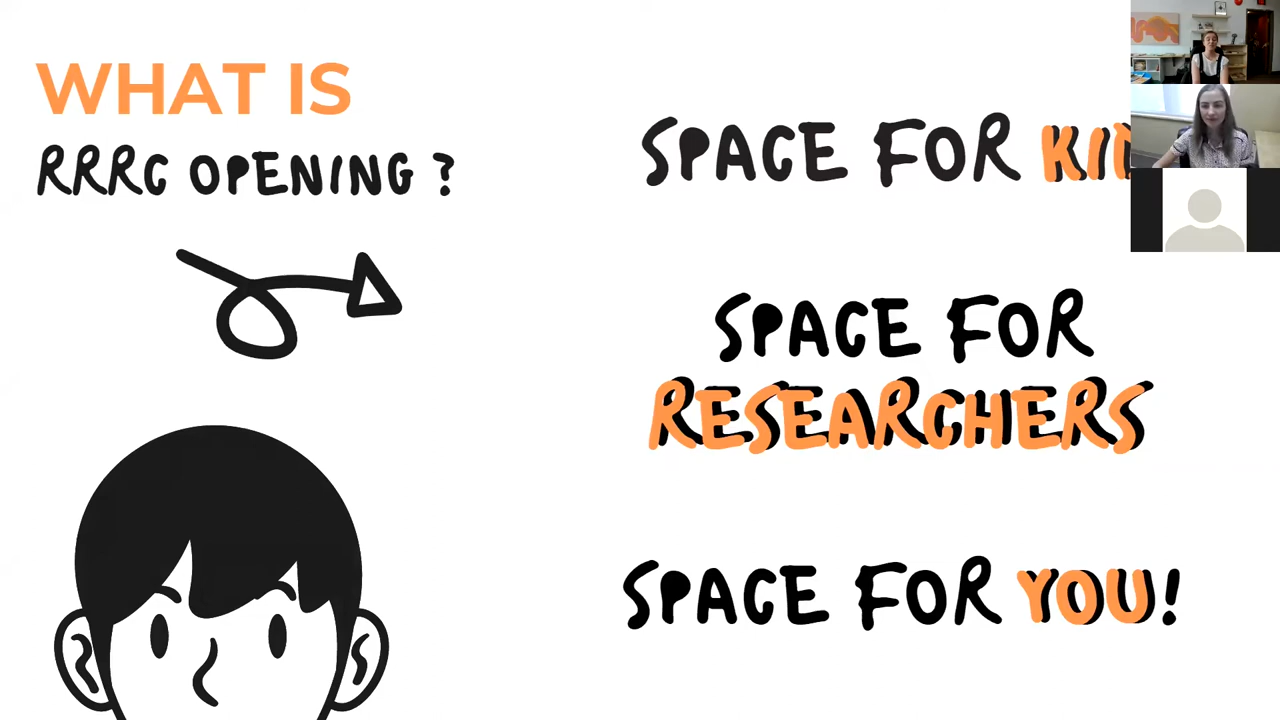 WHAT IS
RRRC OPENING ?
SPACE FOR
SPACE FOR
RESEARCHERS
SPACE FOR YOU!